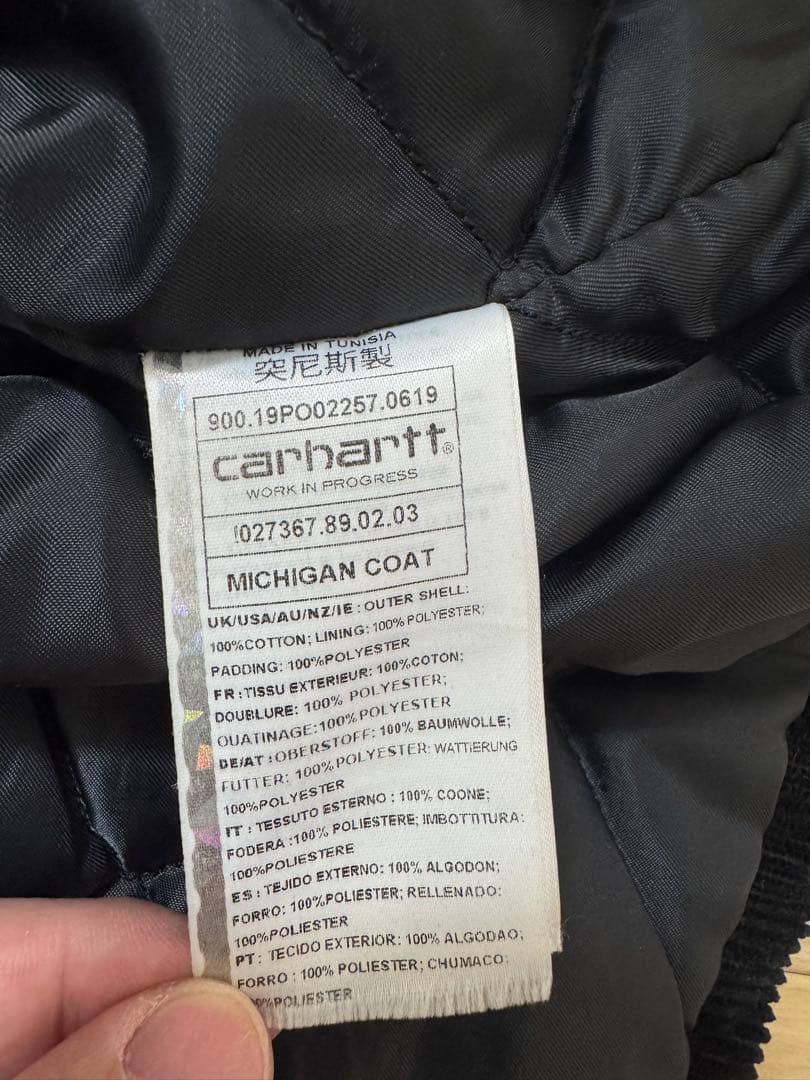 MADE IN TUNISIA
突尼斯製
900.19PO02257.0619
carhartt®
WORK IN PROGRESS
I027367.89.02.03
MICHIGAN COAT
UK/USA/AU/NZ/IE : OUTER SHELL:
100%COTTON; LINING: 100% POLYESTER;
PADDING: 100%POLYESTER
FR :TISSU EXTERIEUR: 100%COTON;
DOUBLURE: 100% POLYESTER;
OUATINAGE:100% POLYESTER
DE/AT :OBERSTOFF: 100% BAUMWOLLE;
FUTTER: 100% POLYESTER: WATTIERUNG
100%POLYESTER
IT : TESSUTO ESTERNO : 100% COONE;
FODERA :100% POLIESTERE; IMBOTTITURA:
100%POLIESTERE
ES : TEJIDO EXTERNO: 100% ALGODON;
FORRO: 100%POLIESTER; RELLENADO:
100%POLIESTER
PT: TECIDO EXTERIOR: 100% ALGODAO;
FORRO : 100% POLIESTER; CHUMACO:
%POLIESTER